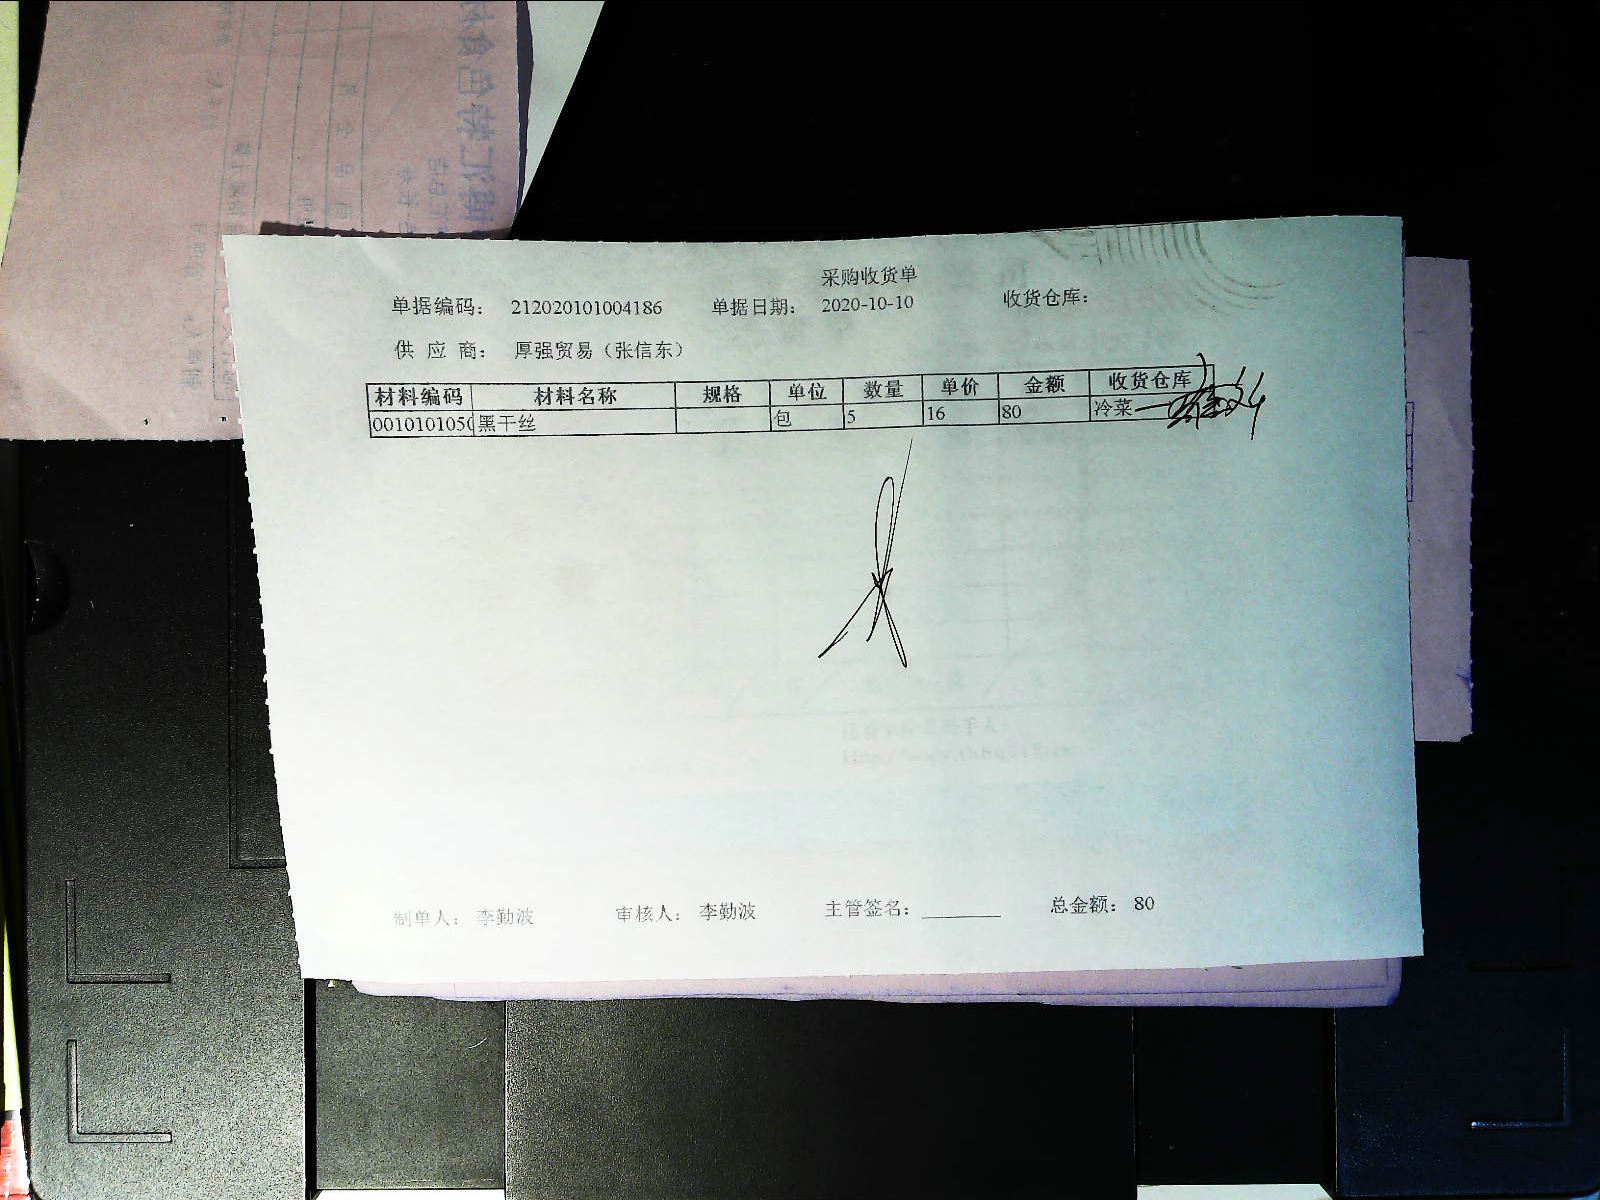 采购收货单
单据编码： 212020101004186 单据日期： 2020-10-10 收货仓库：
供 应 商： 厚强贸易（张信东）
材料编码 材料名称 规格 单位 数量 单价 金额 收货仓库
001010105 黑干丝 包 5 16 80 冷菜一
制单人： 李勤波 审核人： 李勤波 主管签名：________ 总金额： 80